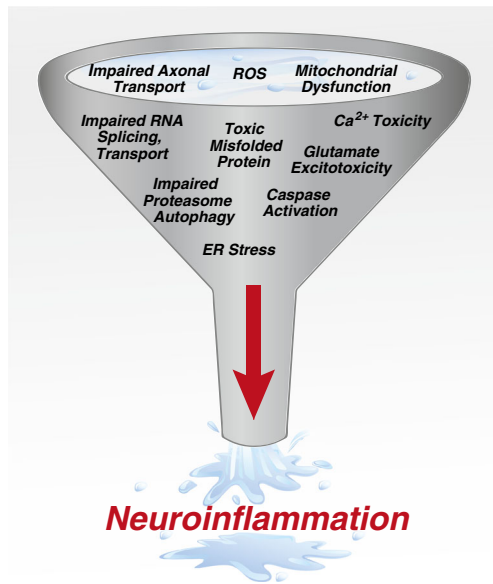 Impaired Axonal
Transport
ROS
Mitochondrial
Dysfunction
Impaired RNA
Splicing,
Transport
Toxic
Misfolded
Protein
Ca²⁺ Toxicity
Glutamate
Excitotoxicity
Impaired
Proteasome
Autophagy
Caspase
Activation
ER Stress
Neuroinflammation